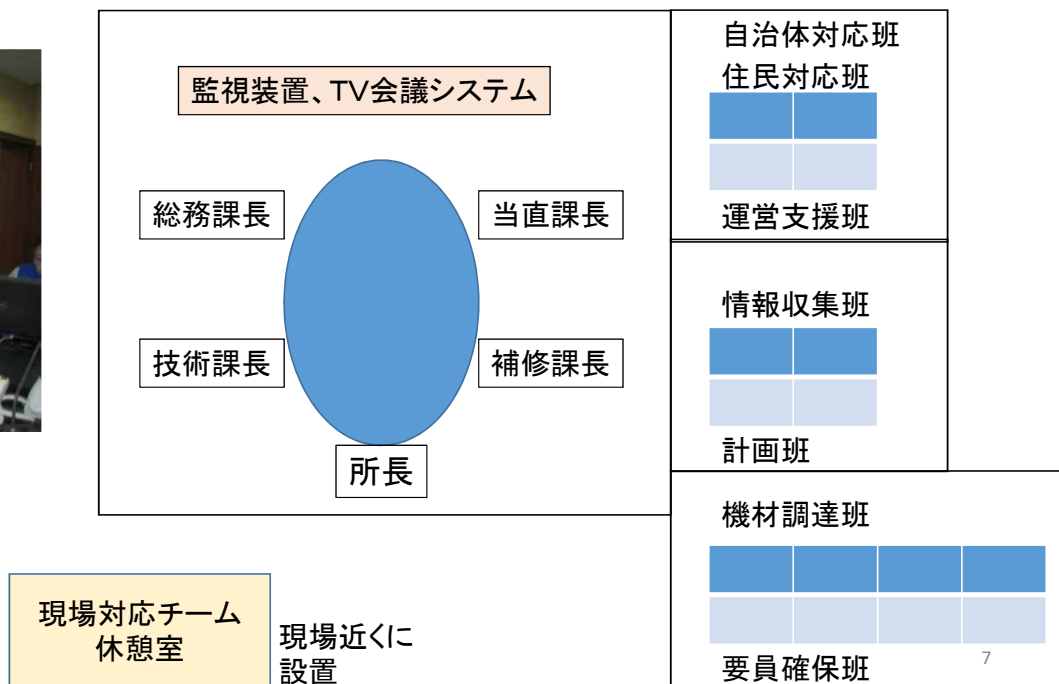 監視装置、TV会議システム
総務課長
当直課長
技術課長
補修課長
所長
自治体対応班
住民対応班
運営支援班
情報収集班
計画班
機材調達班
要員確保班
現場対応チーム
休憩室
現場近くに
設置
7